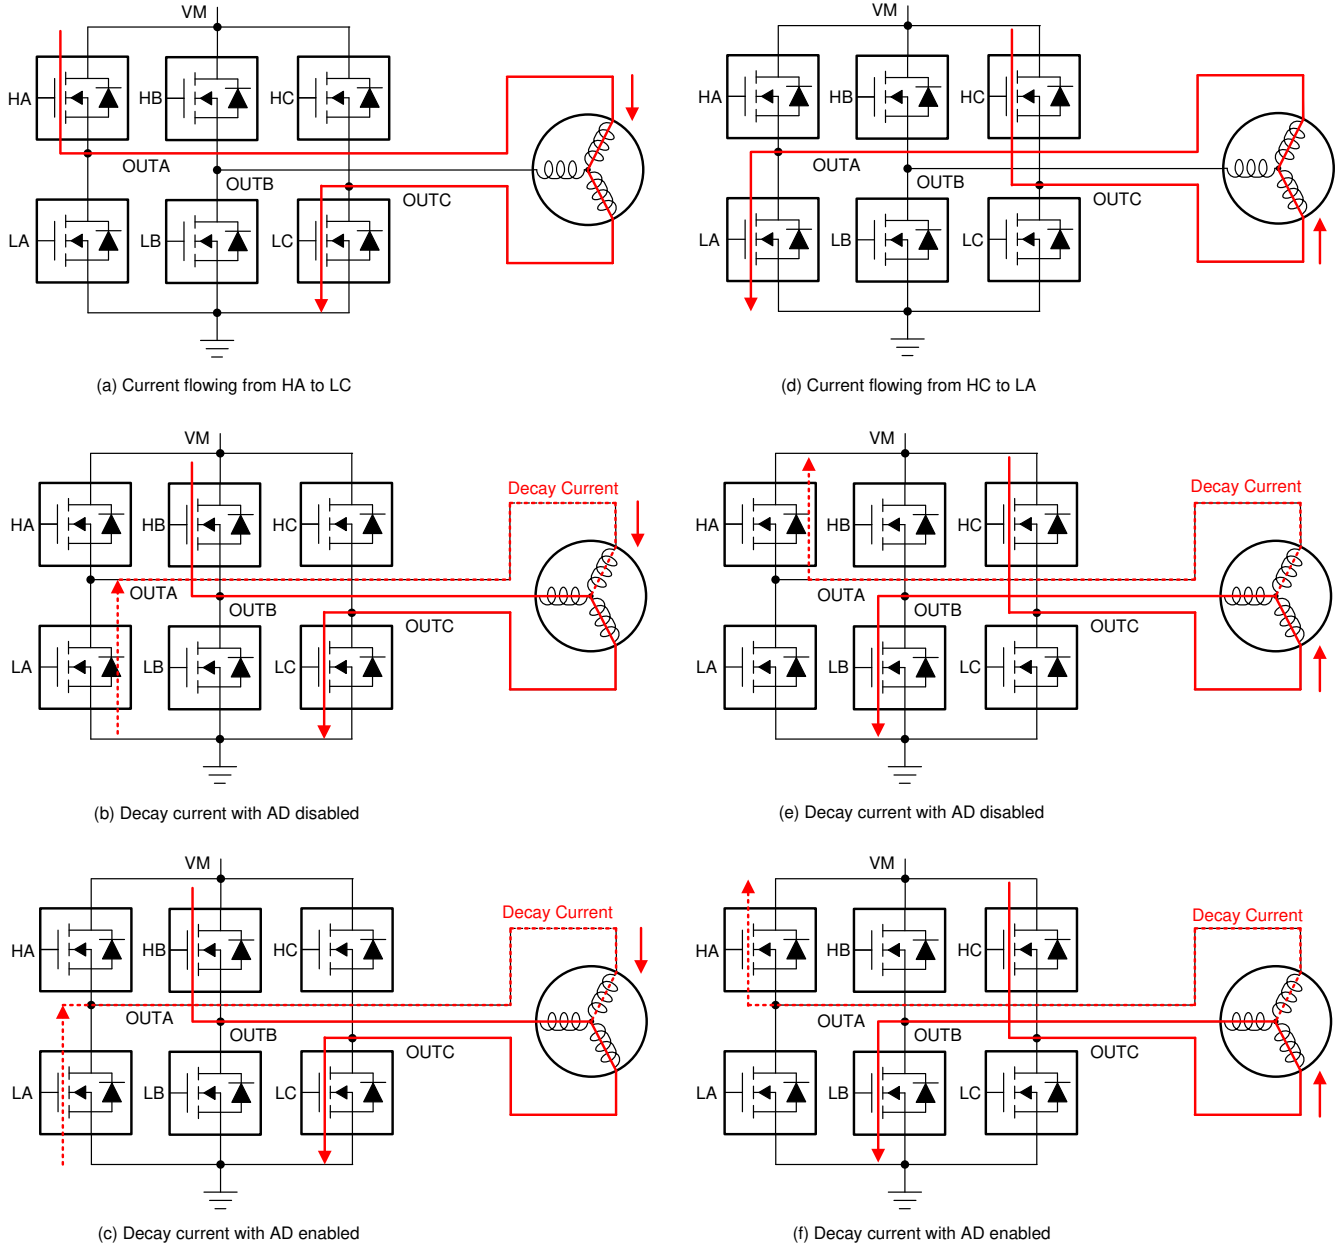 VM
HA
HB
HC
OUTA
OUTB
OUTC
LA
LB
LC
(a) Current flowing from HA to LC
VM
HA
HB
HC
OUTA
OUTB
OUTC
LA
LB
LC
(d) Current flowing from HC to LA
VM
Decay Current
HA
HB
HC
OUTA
OUTB
OUTC
LA
LB
LC
(b) Decay current with AD disabled
VM
Decay Current
HA
HB
HC
OUTA
OUTB
OUTC
LA
LB
LC
(e) Decay current with AD disabled
VM
Decay Current
HA
HB
HC
OUTA
OUTB
OUTC
LA
LB
LC
(c) Decay current with AD enabled
VM
Decay Current
HA
HB
HC
OUTA
OUTB
OUTC
LA
LB
LC
(f) Decay current with AD enabled